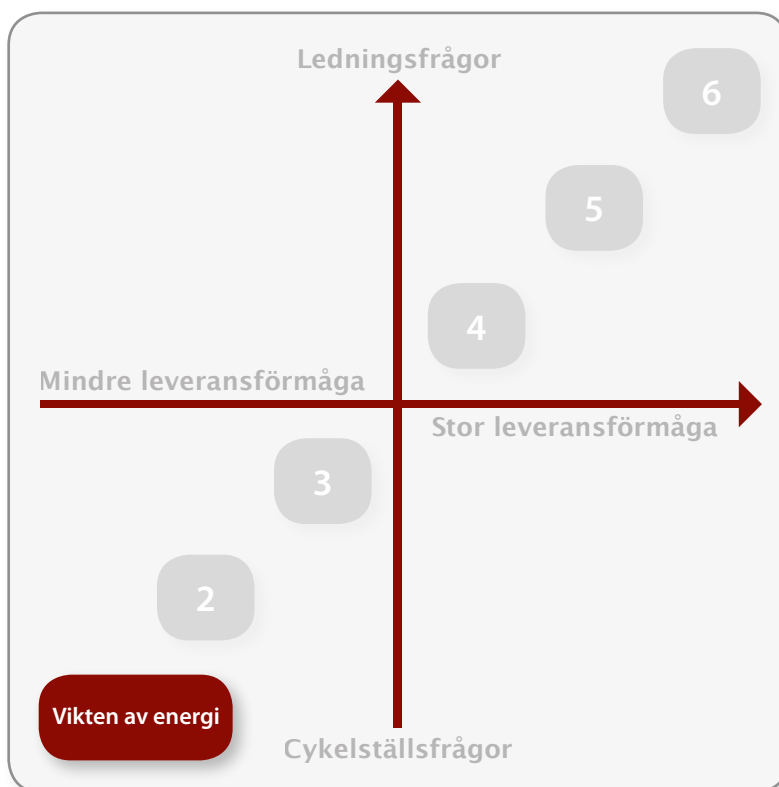 Ledningsfrågor
6
5
4
Mindre leveransförmåga
Stor leveransförmåga
3
2
Vikten av energi
Cykelställsfrågor